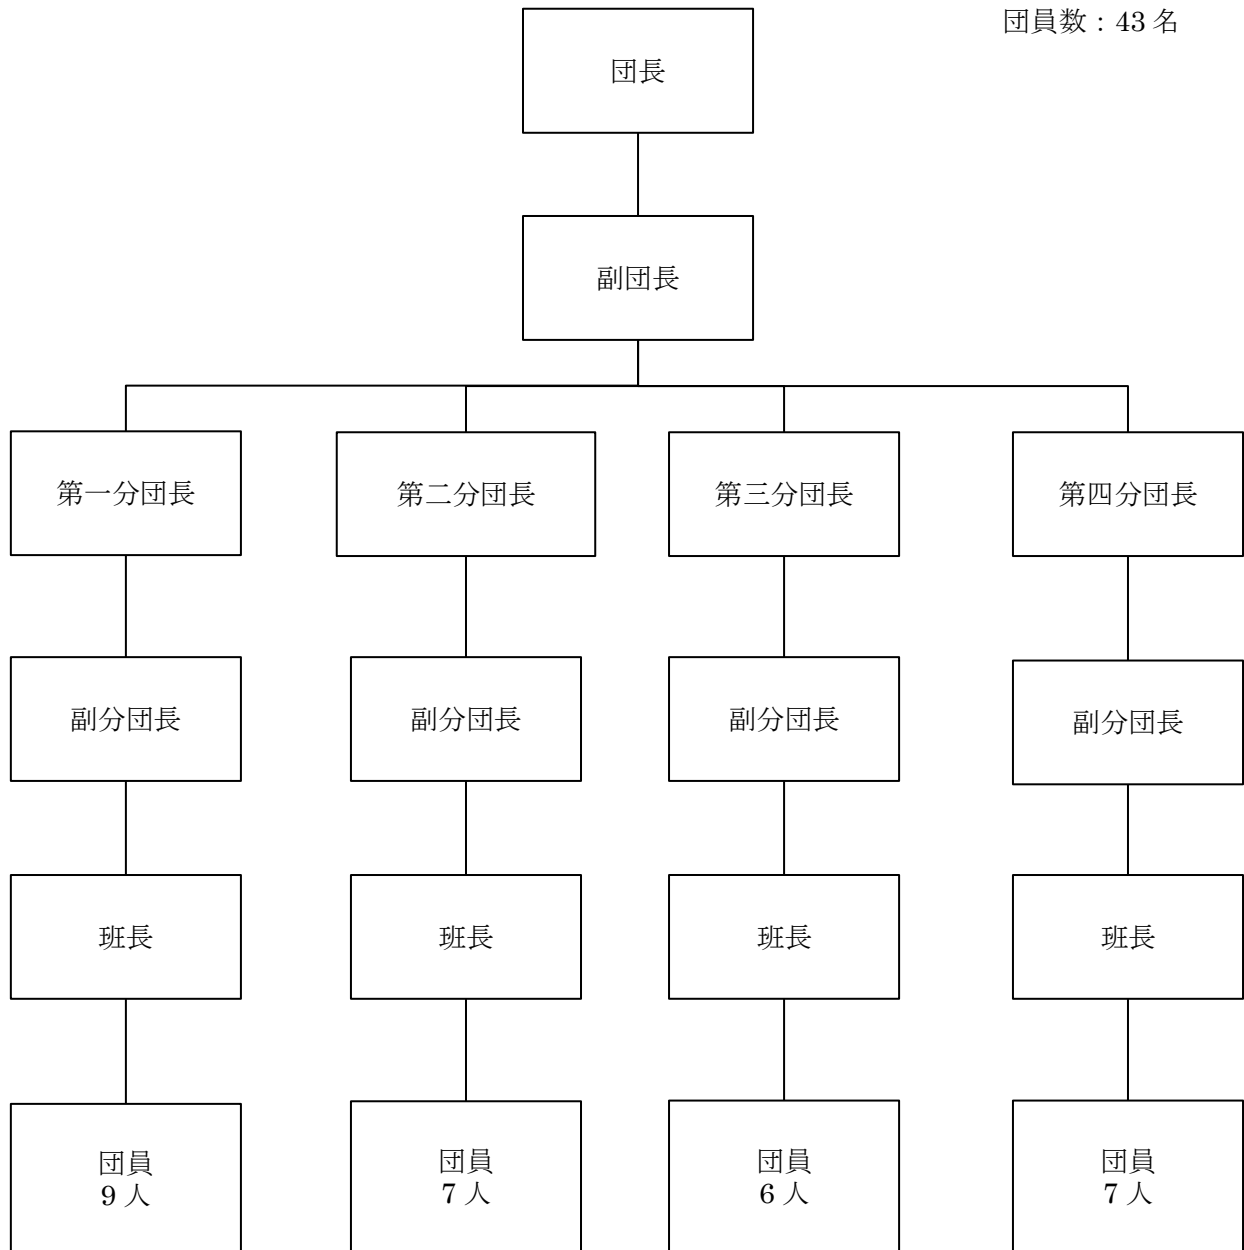 団員数：43 名
団長
副団長
第一分団長
第二分団長
第三分団長
第四分団長
副分団長
副分団長
副分団長
副分団長
班長
班長
班長
班長
団員
9 人
団員
7 人
団員
6 人
団員
7 人